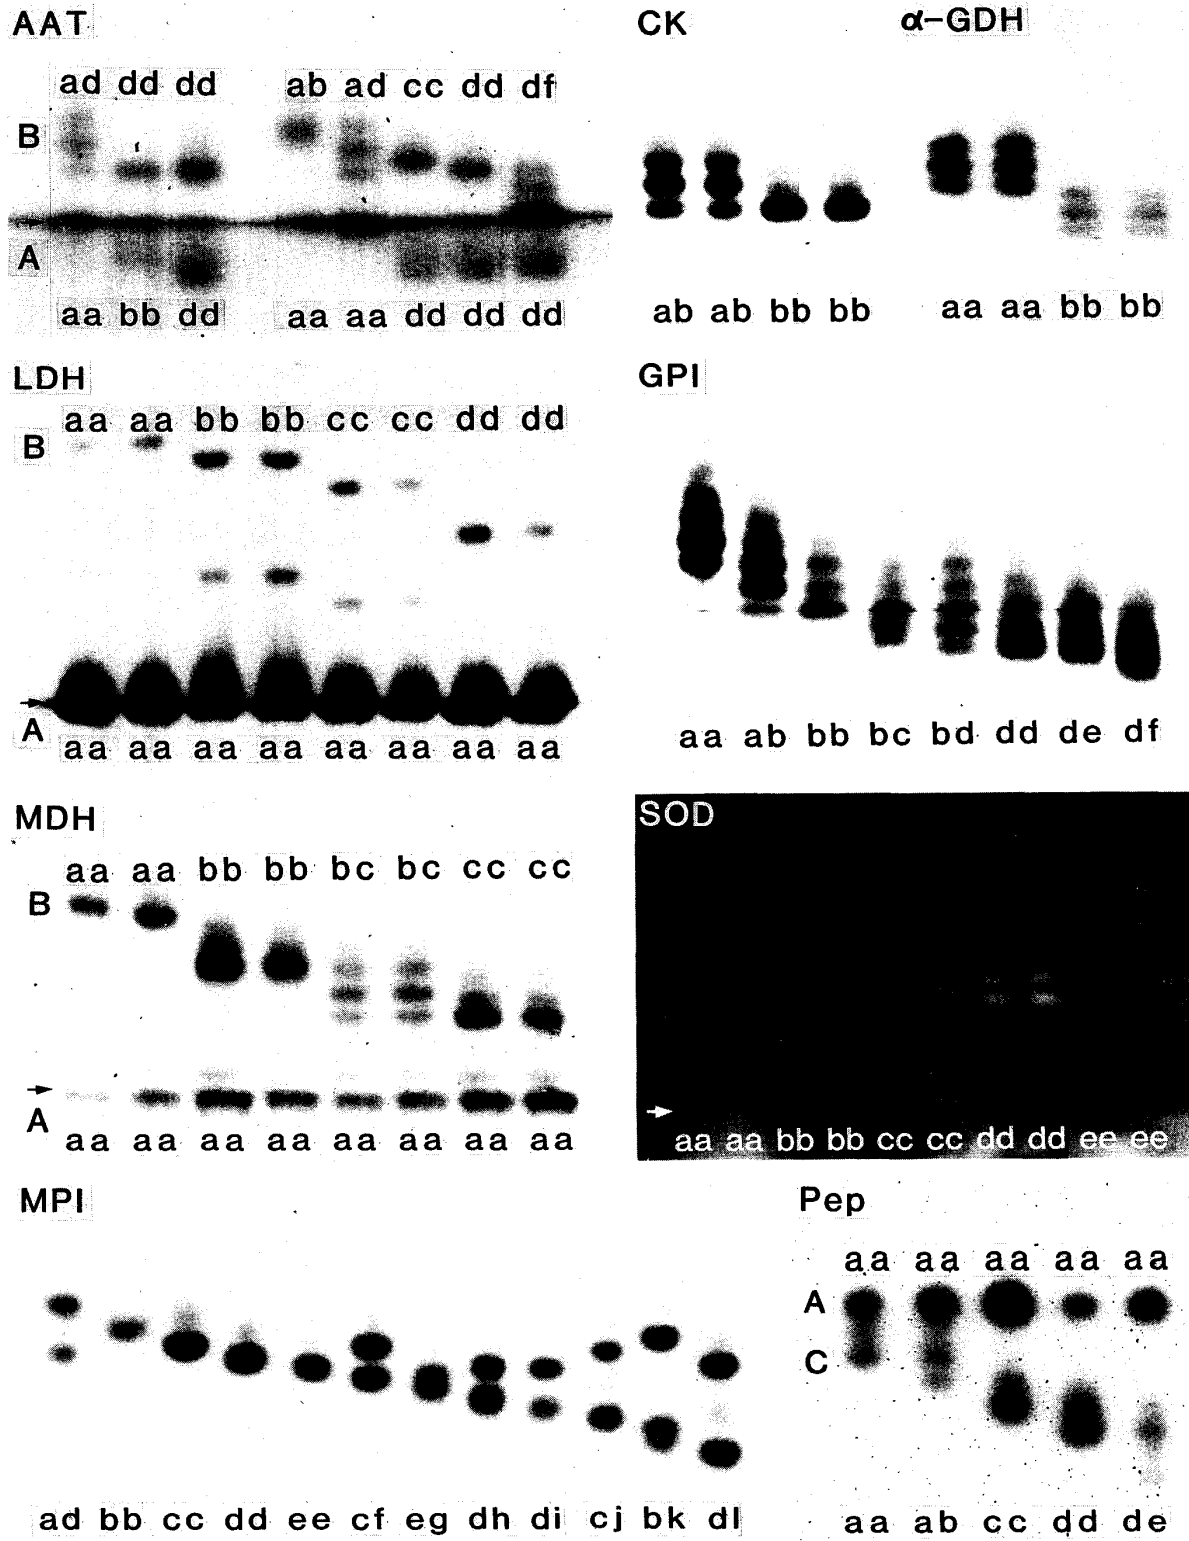 AAT
ad dd dd ab ad cc dd df
B
A
aa bb dd aa aa dd dd dd
CK
ab ab bb bb
α-GDH
aa aa bb bb
LDH
aa aa bb bb cc cc dd dd
B
A
aa aa aa aa aa aa aa aa
GPI
aa ab bb bc bd dd de df
MDH
aa aa bb bb bc bc cc cc
B
A
aa aa aa aa aa aa aa aa
SOD
aa aa bb bb cc cc dd dd ee ee
MPI
ad bb cc dd ee cf eg dh di cj bk dl
Pep
aa aa aa aa aa
A
C
aa ab cc dd de